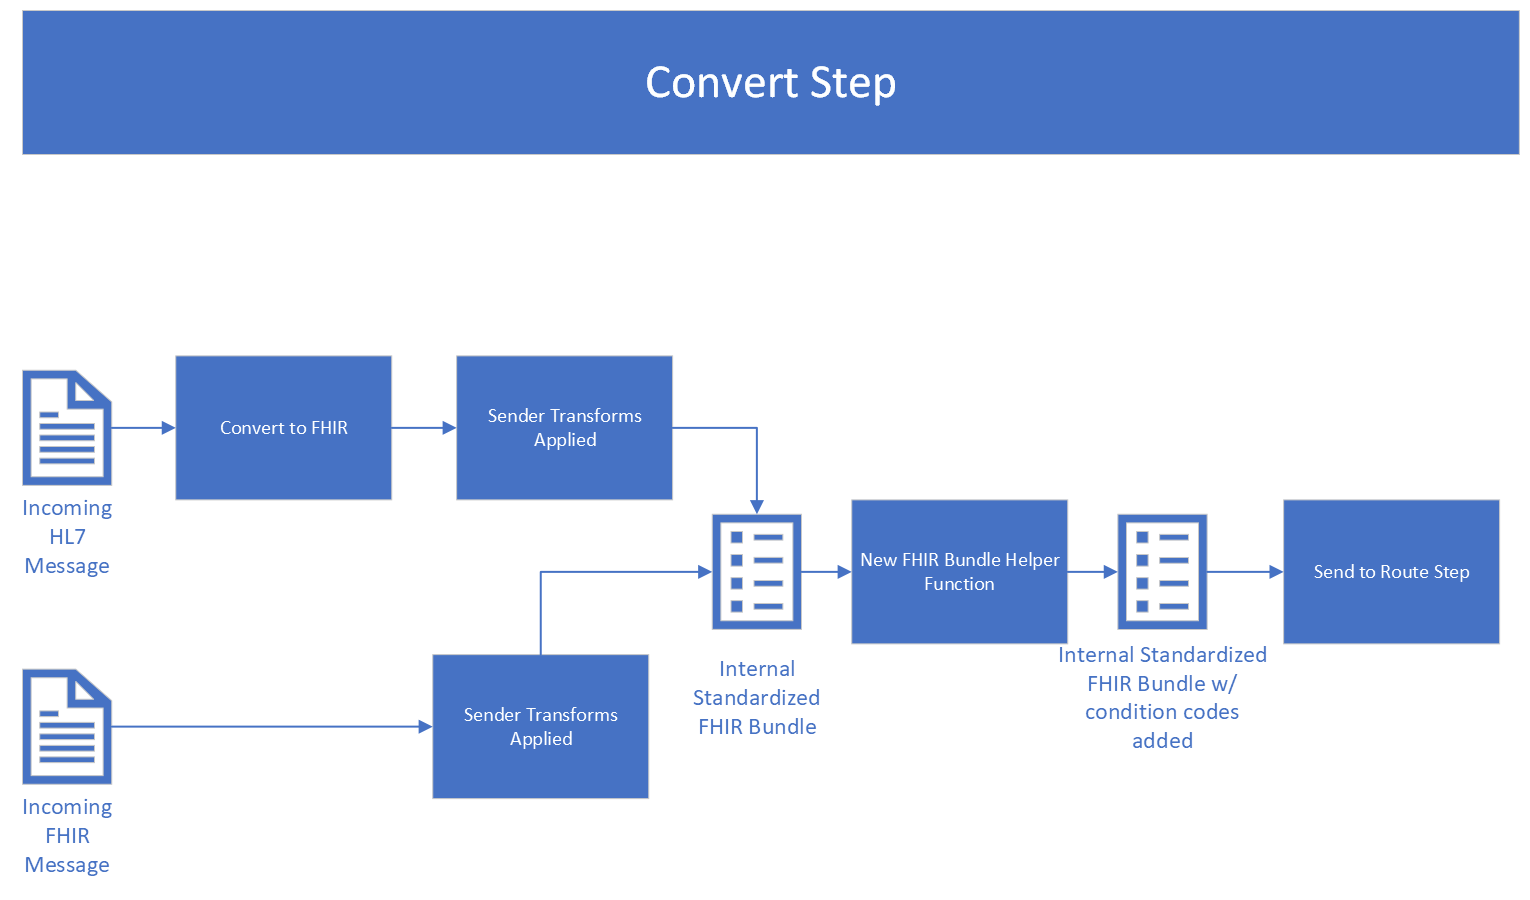 Convert Step
Convert to FHIR
Sender Transforms
Applied
Incoming
HL7
Message
New FHIR Bundle Helper
Function
Send to Route Step
Internal
Standardized
FHIR Bundle
Internal Standardized
FHIR Bundle w/
condition codes
added
Sender Transforms
Applied
Incoming
FHIR
Message